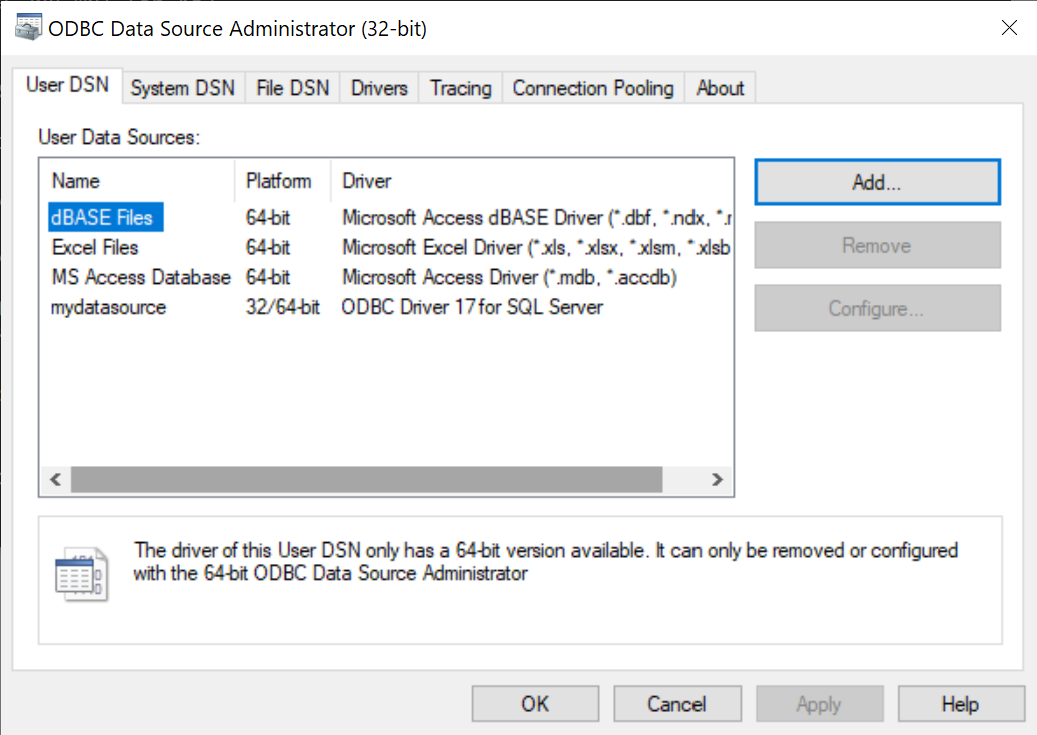 ODBC Data Source Administrator (32-bit)
User DSN System DSN File DSN Drivers Tracing Connection Pooling About
User Data Sources:
Name Platform Driver
dBASE Files 64-bit Microsoft Access dBASE Driver (*.dbf, *.ndx, *.r
Excel Files 64-bit Microsoft Excel Driver (*.xls, *.xlsx, *.xlsm, *.xlsb
MS Access Database 64-bit Microsoft Access Driver (*.mdb, *.accdb)
mydatasource 32/64-bit ODBC Driver 17 for SQL Server
Add...
Remove
Configure...
The driver of this User DSN only has a 64-bit version available. It can only be removed or configured
with the 64-bit ODBC Data Source Administrator
OK Cancel Apply Help